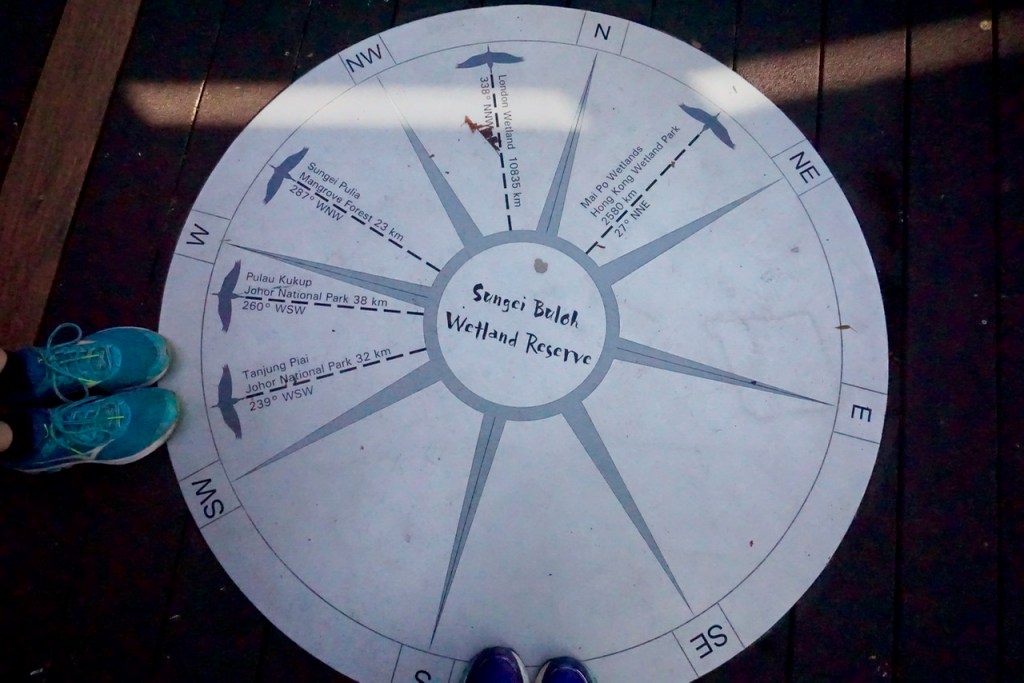 NW
N
NE
W
E
SW
SE
S
London Wetland 10835 km
338° NNW
Mai Po Wetlands
Hong Kong Wetland Park
2580 km
27° NNE
Sungei Pulia
Mangrove Forest 23 km
287° WNW
Pulau Kukup
Johor National Park 38 km
260° WSW
Tanjung Piai
Johor National Park 32 km
239° WSW
Sungei Buloh
Wetland Reserve